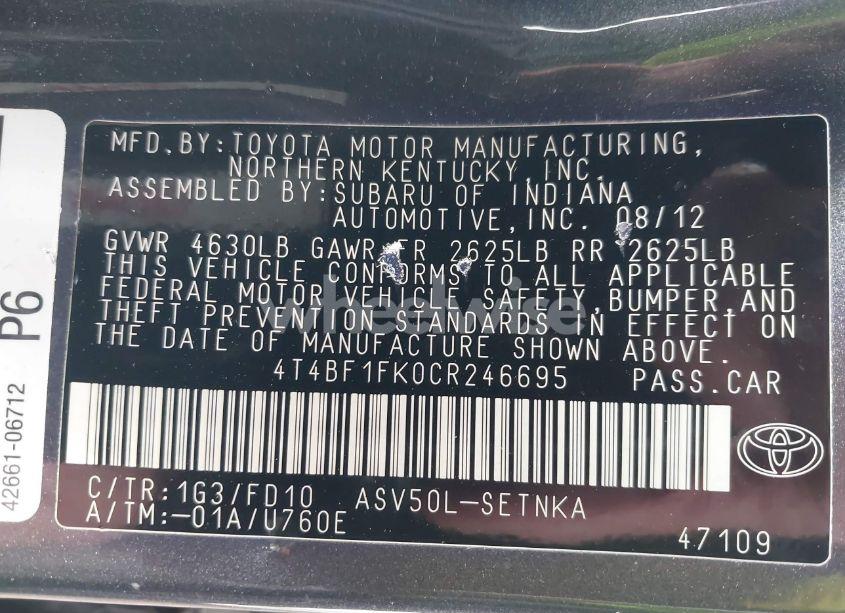 MFD.BY:TOYOTA MOTOR MANUFACTURING,
NORTHERN KENTUCKY,INC.
ASSEMBLED BY:SUBARU OF INDIANA
AUTOMOTIVE,INC. 08/12
GVWR 4630LB GAWR FR 2625LB RR 2625LB
THIS VEHICLE CONFORMS TO ALL APPLICABLE
FEDERAL MOTOR VEHICLE SAFETY,BUMPER,AND
THEFT PREVENTION STANDARDS IN EFFECT ON
THE DATE OF MANUFACTURE SHOWN ABOVE.
4T4BF1FK0CR246695 PASS.CAR
C/TR:1G3/FD10 ASV50L-SETNKA
A/TM:-01A/U760E
47109
P6
42661-06712
wheelwise